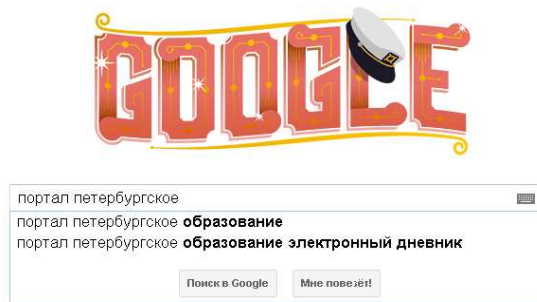 GOOGLE
портал петербургское
портал петербургское образование
портал петербургское образование электронный дневник
Поиск в Google Мне повезёт!